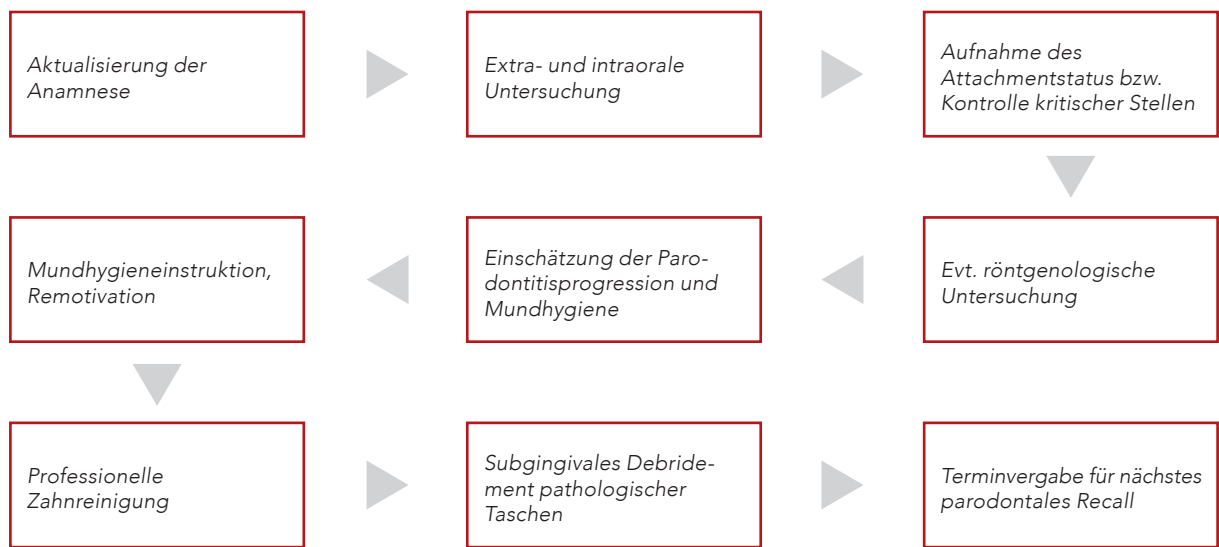 Aktualisierung der
Anamnese
Extra- und intraorale
Untersuchung
Aufnahme des
Attachmentstatus bzw.
Kontrolle kritischer Stellen
Evt. röntgenologische
Untersuchung
Einschätzung der Paro-
dontitisprogression und
Mundhygiene
Mundhygieneinstruktion,
Remotivation
Professionelle
Zahnreinigung
Subgingivales Debride-
ment pathologischer
Taschen
Terminvergabe für nächstes
parodontales Recall